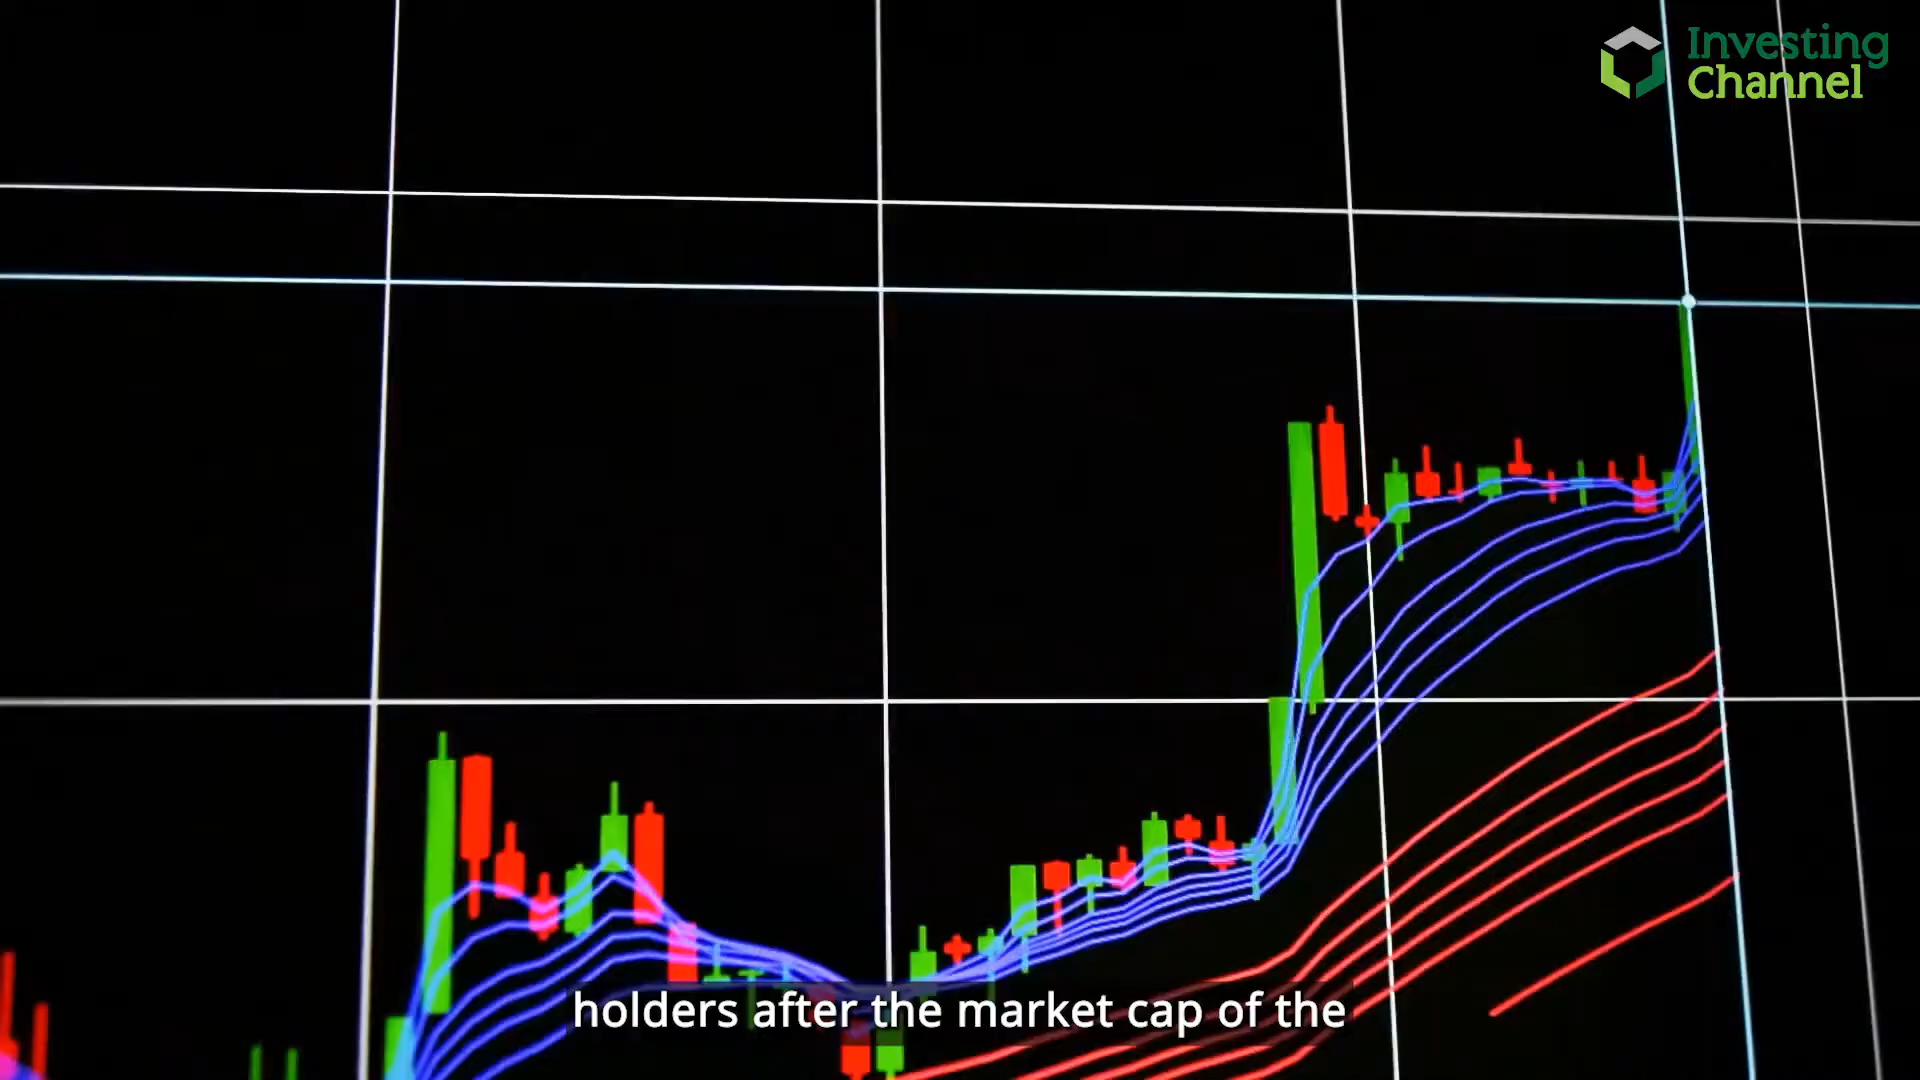 Investing
Channel
holders after the market cap of the